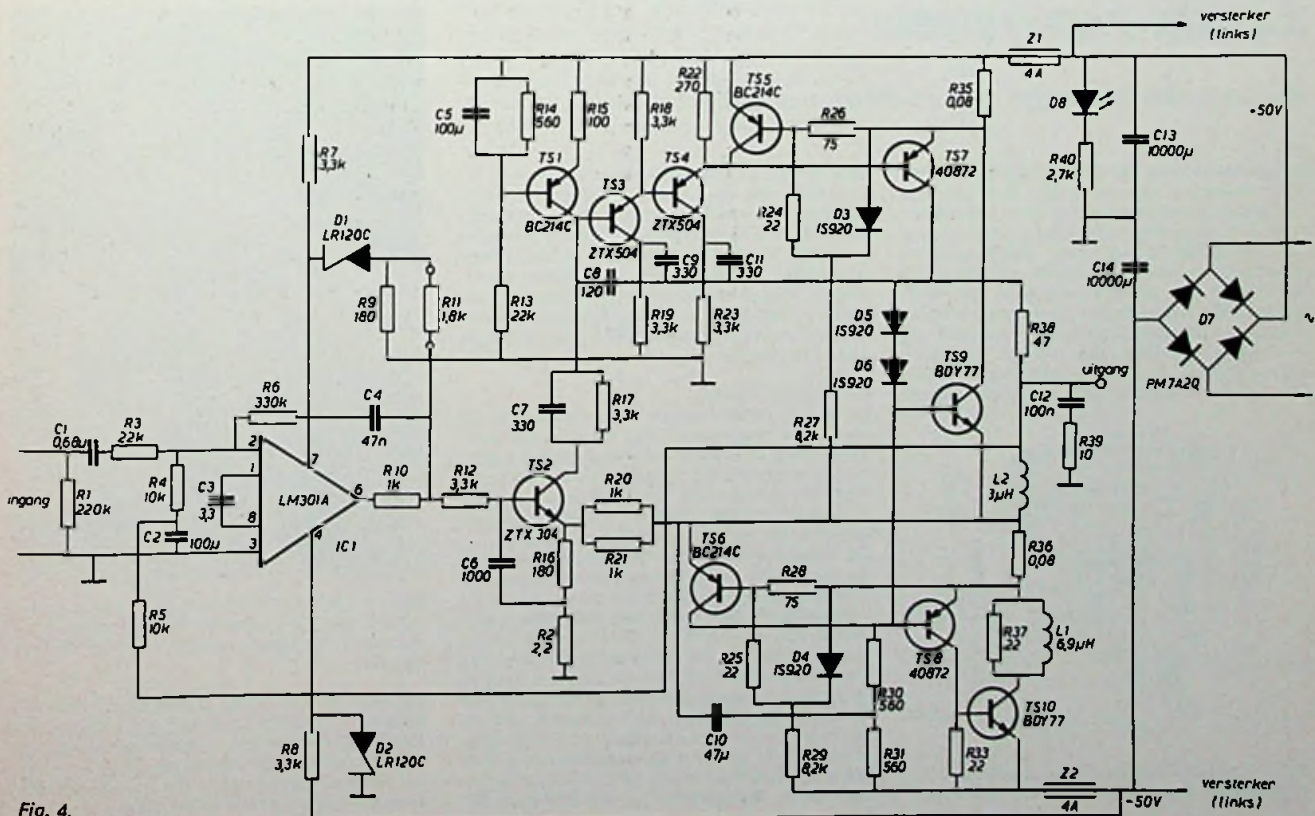 versterker
(links)
Z1
4A
-50V
D8
R40
2,7k
C13
10000µ
C14
10000µ
D7
PM7A2Q
~
R35
0,08
R22
270
TS5
BC214C
R26
75
TS7
40872
C5
100µ
R14
560
R15
100
R18
3,3k
TS1
BC214C
TS3
ZTX504
TS4
ZTX504
R24
22
D3
IS920
R7
3,3k
D1
LR120C
R9
180
R11
1,8k
R13
22k
C8
120
C9
330
C11
330
R19
3,3k
R23
3,3k
D5
IS920
D6
IS920
TS9
BDY77
R38
47
uitgang
C12
100n
R39
10
R6
330k
C4
47n
C7
330
R17
3,3k
R27
8,2k
C1
0,68u
R3
22k
2
1
8
3
7
6
4
LM301A
IC1
R4
10k
C3
3,3
R10
1k
R12
3,3k
TS2
ZTX 304
R20
1k
R21
1k
L2
3µH
ingang
R1
220k
C2
100µ
C6
1000
R16
180
R2
2,2
TS6
BC214C
R28
75
R36
0,08
R5
10k
R25
22
D4
IS920
R30
560
TS8
40872
R37
22
L1
6,9µH
TS10
BDY77
R8
3,3k
D2
LR120C
C10
47µ
R29
8,2k
R31
560
R33
22
Z2
4A
-50V
versterker
(links)
Fig. 4.